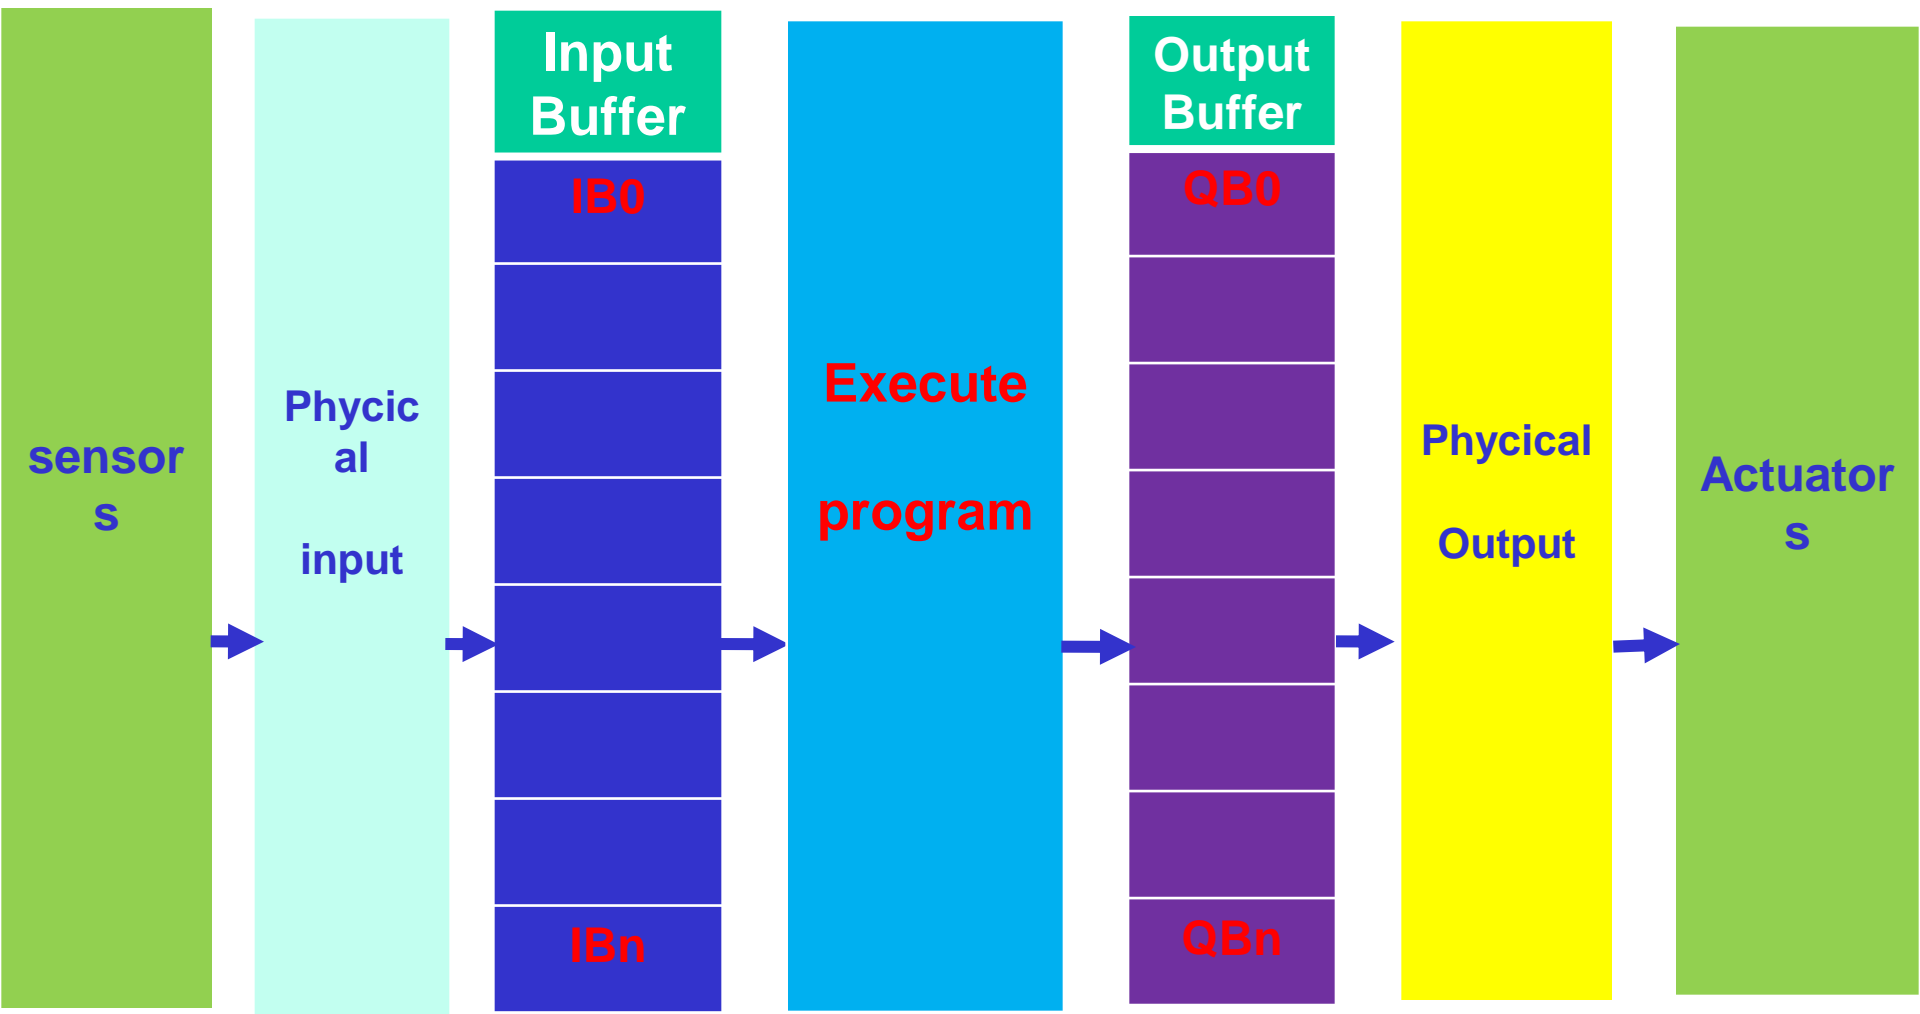 sensor
s
Phycic
al
input
Input
Buffer
IB0
IBn
Execute
program
Output
Buffer
QB0
QBn
Phycical
Output
Actuator
s